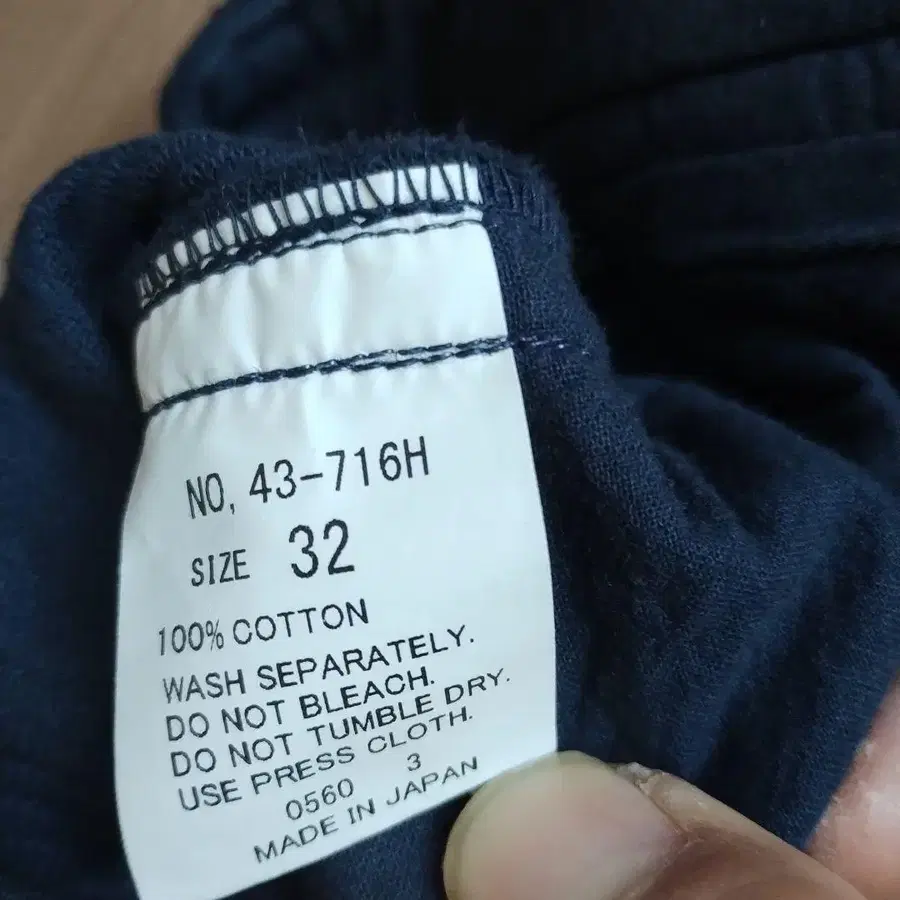 NO, 43-716H
SIZE 32
100% COTTON
WASH SEPARATELY.
DO NOT BLEACH.
DO NOT TUMBLE DRY.
USE PRESS CLOTH.
0560 3
MADE IN JAPAN